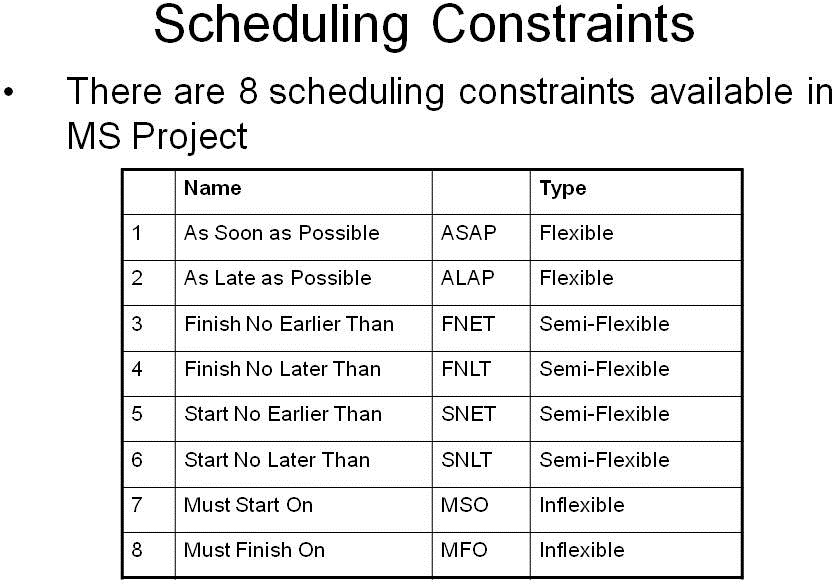 Scheduling Constraints
• There are 8 scheduling constraints available in
MS Project
Name Type
1 As Soon as Possible ASAP Flexible
2 As Late as Possible ALAP Flexible
3 Finish No Earlier Than FNET Semi-Flexible
4 Finish No Later Than FNLT Semi-Flexible
5 Start No Earlier Than SNET Semi-Flexible
6 Start No Later Than SNLT Semi-Flexible
7 Must Start On MSO Inflexible
8 Must Finish On MFO Inflexible